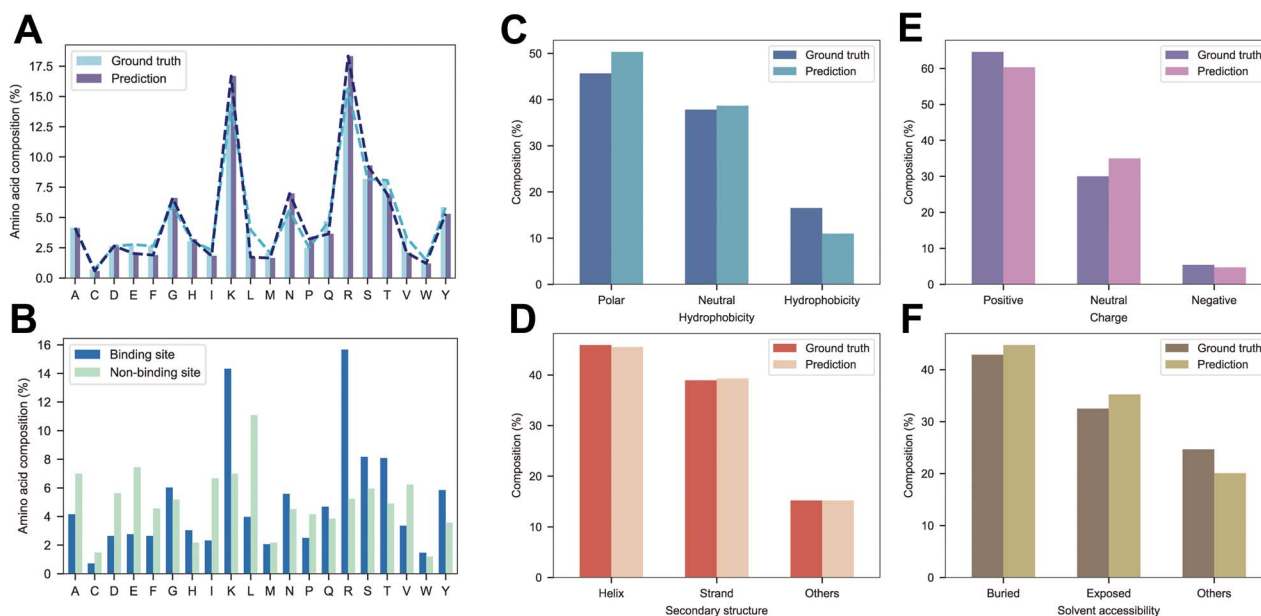 A
Amino acid composition (%)
17.5
15.0
12.5
10.0
7.5
5.0
2.5
0.0
Ground truth
Prediction
A C D E F G H I K L M N P Q R S T V W Y
B
Amino acid composition (%)
16
14
12
10
8
6
4
2
0
Binding site
Non-binding site
A C D E F G H I K L M N P Q R S T V W Y
C
Composition (%)
50
40
30
20
10
0
Ground truth
Prediction
Polar Neutral Hydrophobicity
Hydrophobicity
D
Composition (%)
40
30
20
10
0
Ground truth
Prediction
Helix Strand Others
Secondary structure
E
Composition (%)
60
50
40
30
20
10
0
Ground truth
Prediction
Positive Neutral Negative
Charge
F
Composition (%)
40
30
20
10
0
Ground truth
Prediction
Buried Exposed Others
Solvent accessibility